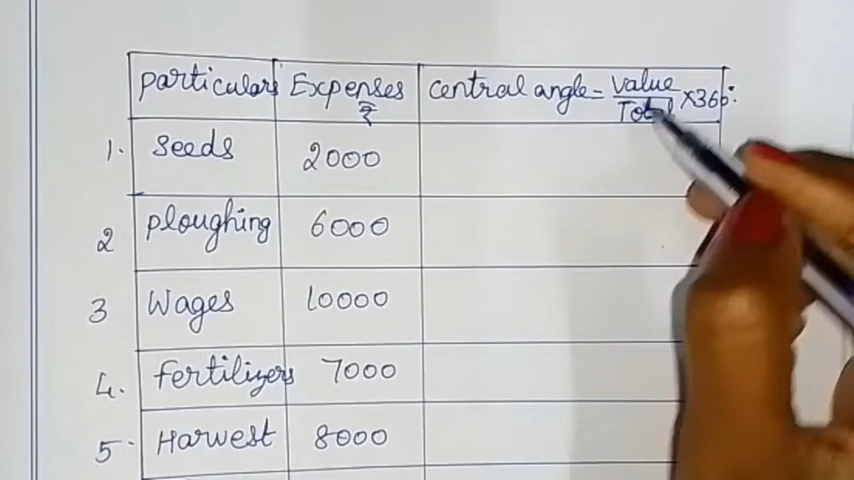 Particulars Expenses ₹ Central angle = Value/Total ×360°
1. Seeds 2000
2 Ploughing 6000
3 Wages 10000
4. Fertilizers 7000
5. Harwest 8000